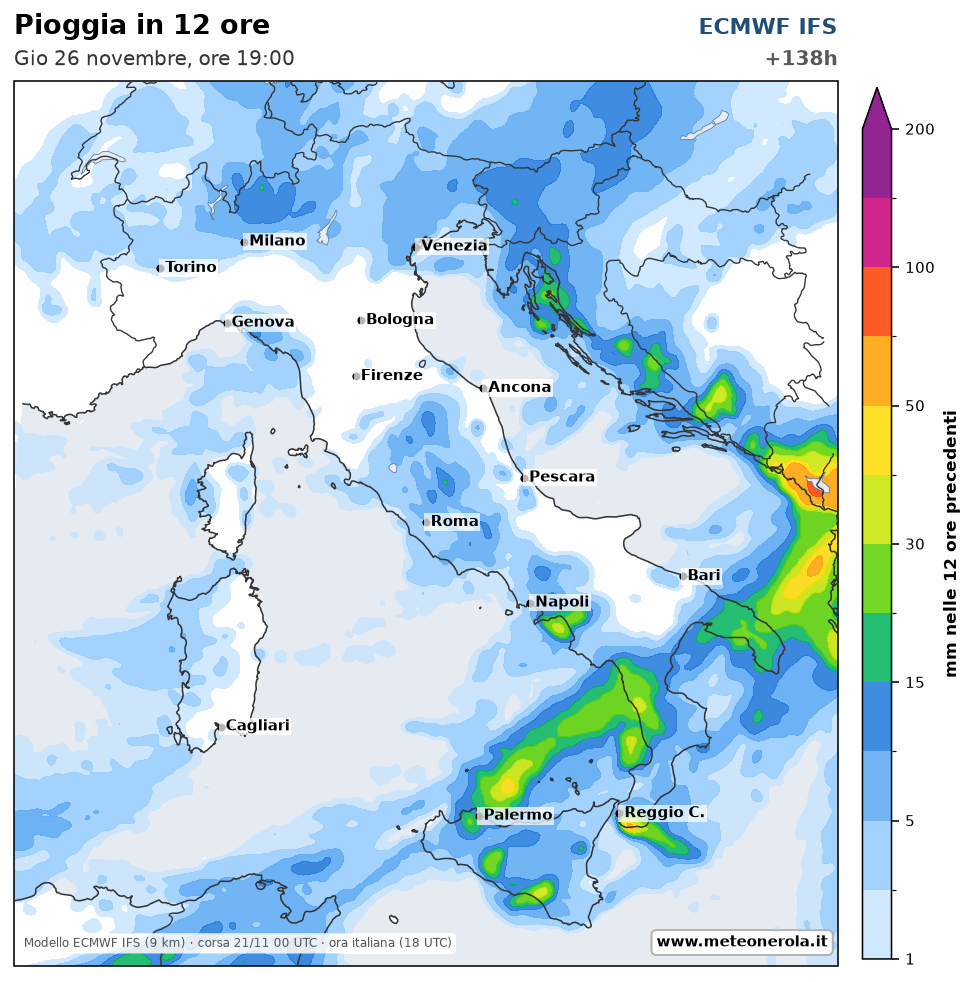 Pioggia in 12 ore
ECMWF IFS
Gio 26 novembre, ore 19:00
+138h
200
100
50
30
15
5
1
mm nelle 12 ore precedenti
Milano
Venezia
Torino
Genova
Bologna
Firenze
Ancona
Pescara
Roma
Bari
Napoli
Cagliari
Palermo
Reggio C.
Modello ECMWF IFS (9 km) · corsa 21/11 00 UTC · ora italiana (18 UTC)
www.meteonerola.it